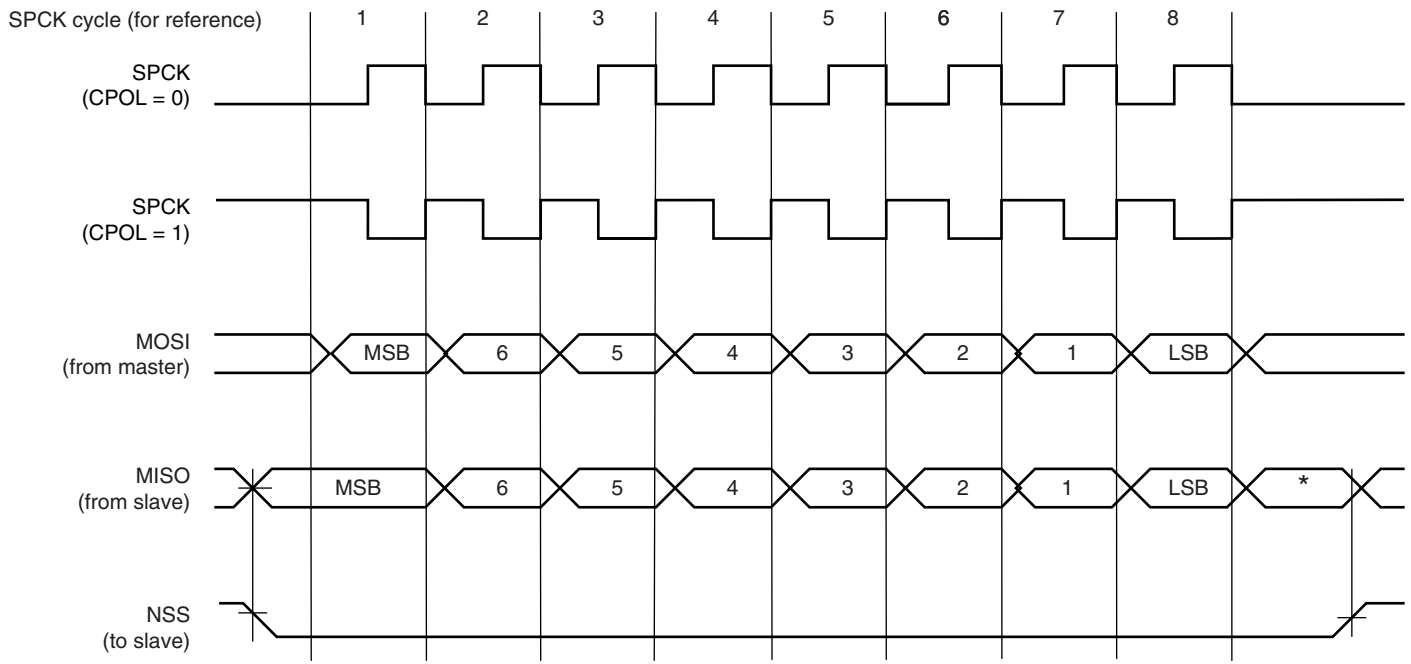 SPCK cycle (for reference) 1 2 3 4 5 6 7 8
SPCK
(CPOL = 0)
SPCK
(CPOL = 1)
MOSI
(from master)
MSB 6 5 4 3 2 1 LSB
MISO
(from slave)
MSB 6 5 4 3 2 1 LSB *
NSS
(to slave)